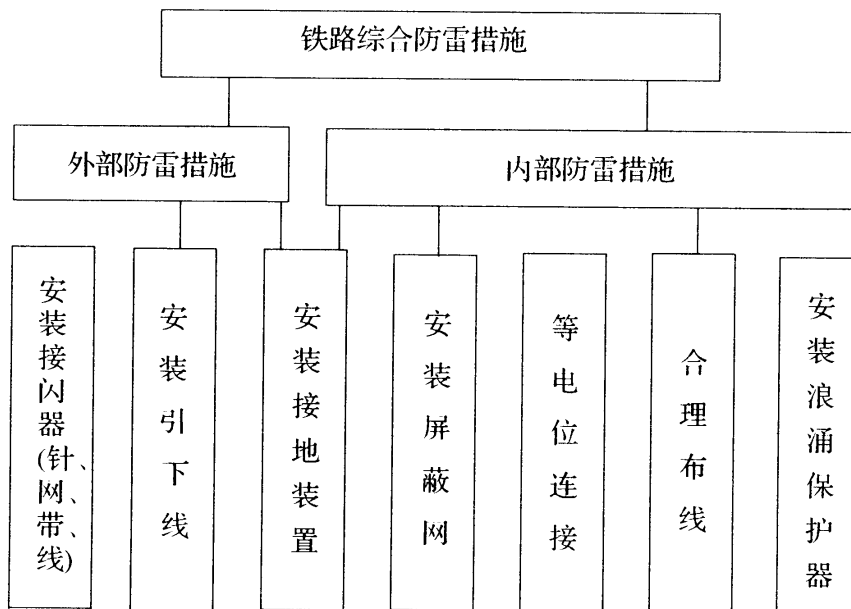 铁路综合防雷措施
外部防雷措施
内部防雷措施
安装接闪器(针、网、带、线)
安装引下线
安装接地装置
安装屏蔽网
等电位连接
合理布线
安装浪涌保护器